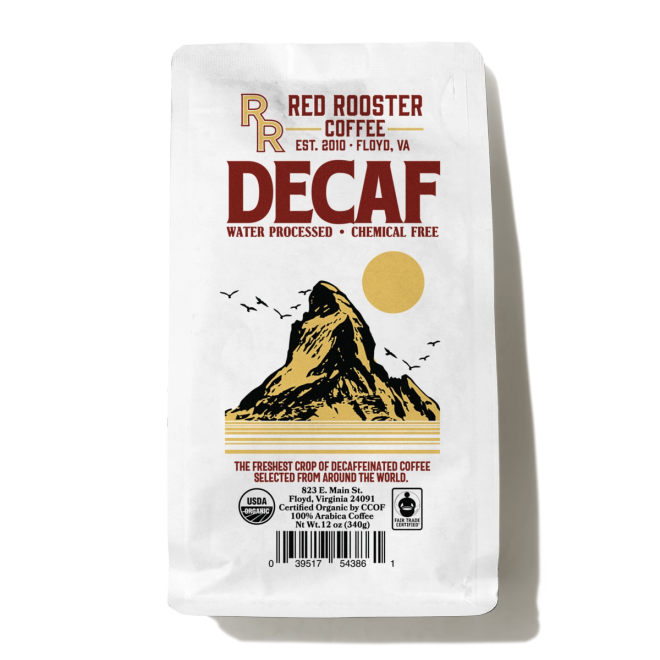 RR
RED ROOSTER
COFFEE
EST. 2010 • FLOYD, VA
DECAF
WATER PROCESSED • CHEMICAL FREE
THE FRESHEST CROP OF DECAFFEINATED COFFEE
SELECTED FROM AROUND THE WORLD.
823 E. Main St.
Floyd, Virginia 24091
Certified Organic by CCOF
100% Arabica Coffee
Nt Wt. 12 oz (340g)
USDA
ORGANIC
FAIR TRADE
CERTIFIED
0 39517 54386 1